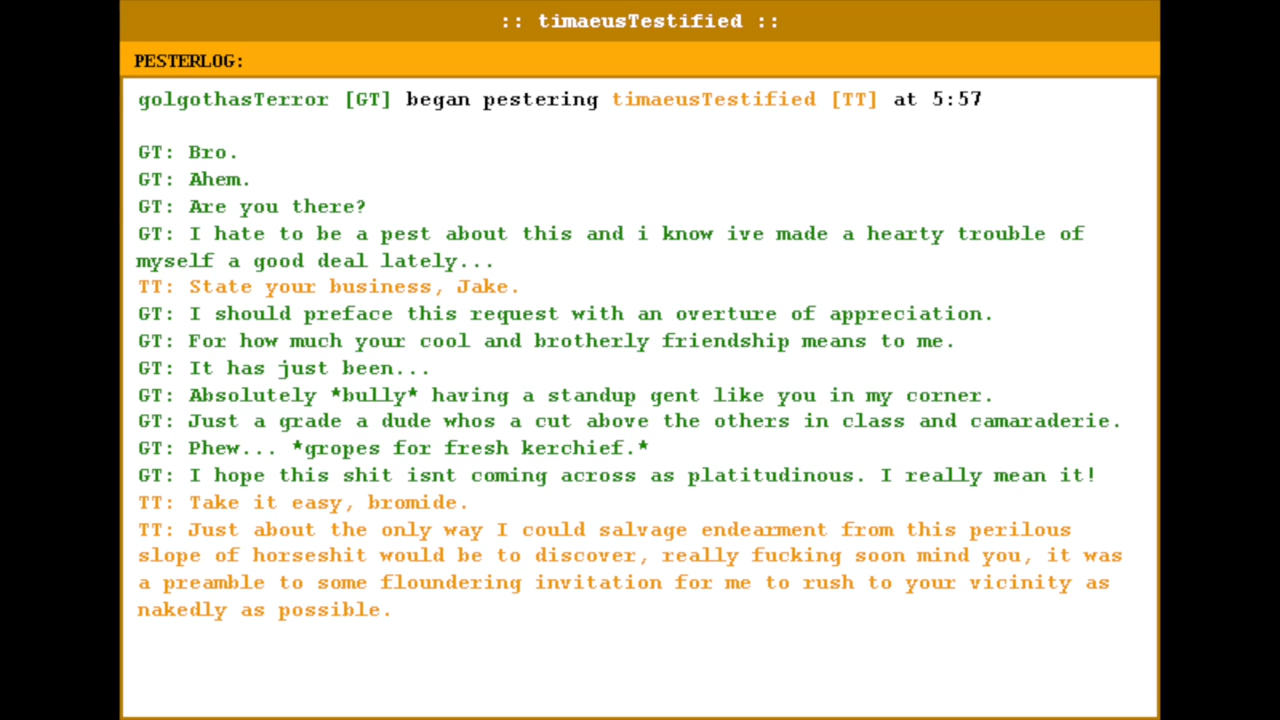 :: timaeusTestified ::
PESTERLOG:
golgothasTerror [GT] began pestering timaeusTestified [TT] at 5:57
GT: Bro.
GT: Ahem.
GT: Are you there?
GT: I hate to be a pest about this and i know ive made a hearty trouble of
myself a good deal lately...
TT: State your business, Jake.
GT: I should preface this request with an overture of appreciation.
GT: For how much your cool and brotherly friendship means to me.
GT: It has just been...
GT: Absolutely *bully* having a standup gent like you in my corner.
GT: Just a grade a dude whos a cut above the others in class and camaraderie.
GT: Phew... *gropes for fresh kerchief.*
GT: I hope this shit isnt coming across as platitudinous. I really mean it!
TT: Take it easy, bromide.
TT: Just about the only way I could salvage endearment from this perilous
slope of horseshit would be to discover, really fucking soon mind you, it was
a preamble to some floundering invitation for me to rush to your vicinity as
nakedly as possible.